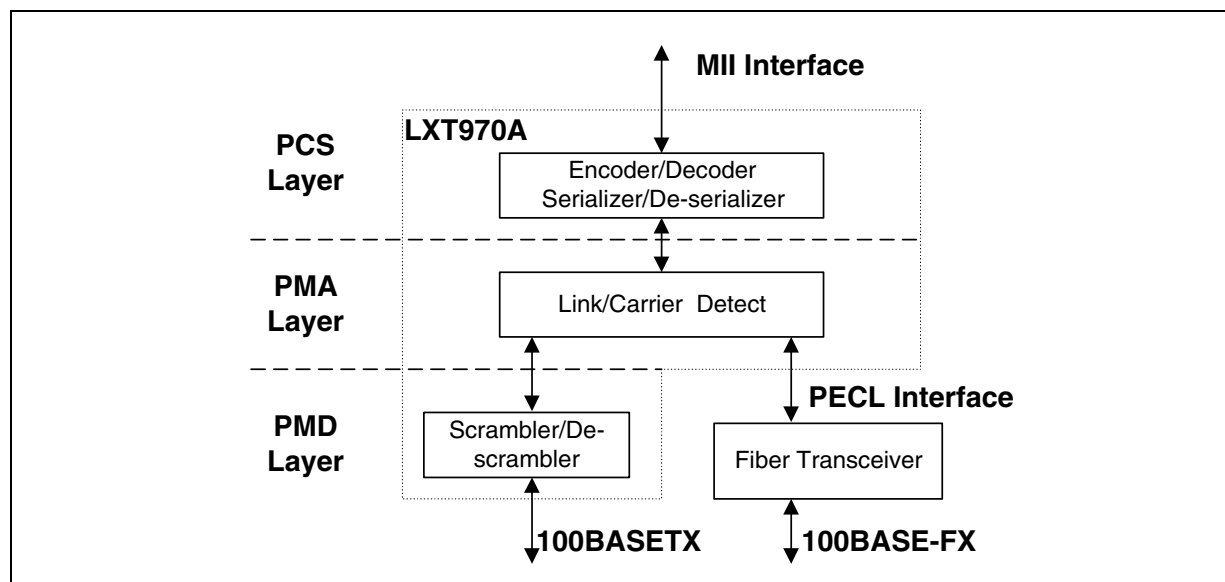 MII Interface
LXT970A
PCS
Layer
Encoder/Decoder
Serializer/De-serializer
PMA
Layer
Link/Carrier Detect
PECL Interface
PMD
Layer
Scrambler/De-
scrambler
Fiber Transceiver
100BASETX
100BASE-FX